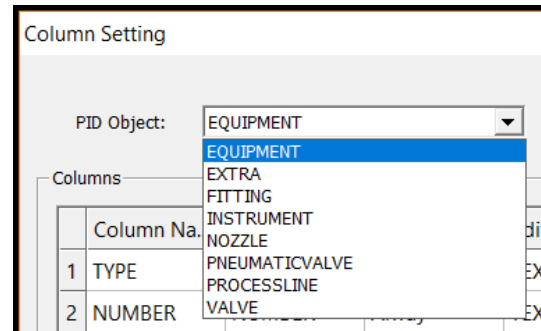 Column Setting
PID Object: EQUIPMENT
EQUIPMENT
EXTRA
FITTING
INSTRUMENT
NOZZLE
PNEUMATICVALVE
PROCESSLINE
VALVE
Columns
Column Na..
1 TYPE
2 NUMBER